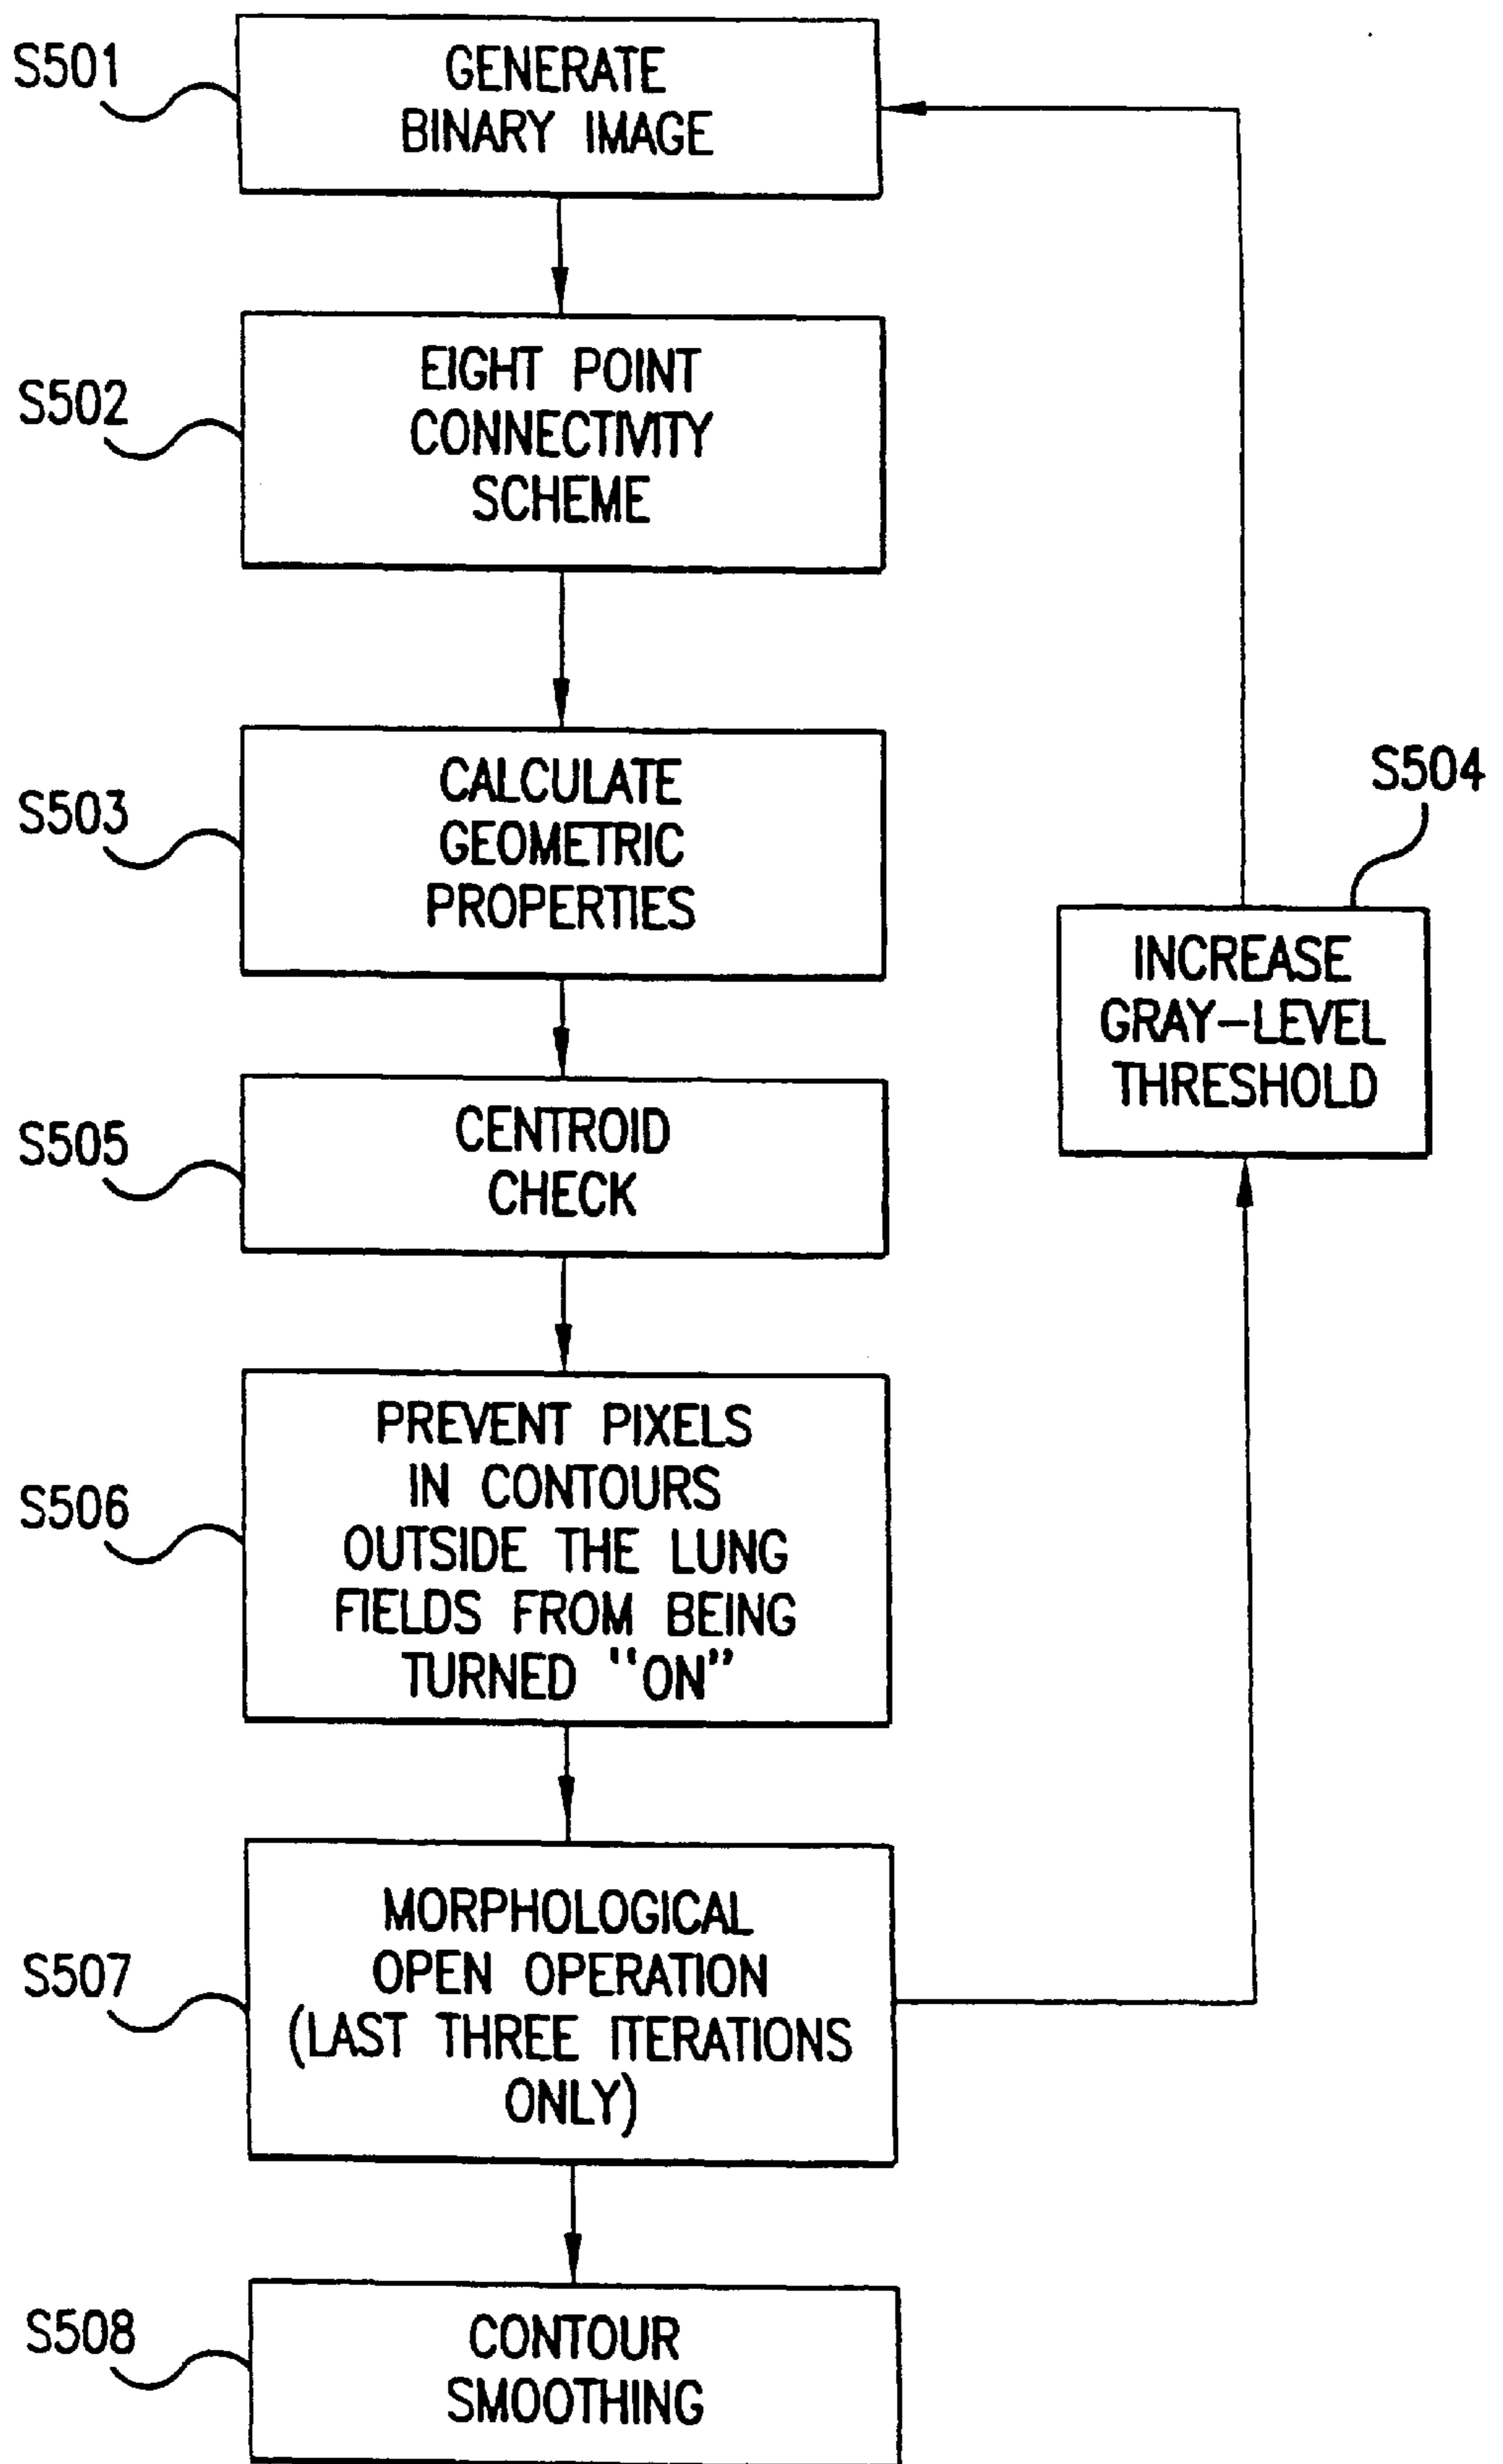 S501
GENERATE
BINARY IMAGE
S502
EIGHT POINT
CONNECTIVITY
SCHEME
S503
CALCULATE
GEOMETRIC
PROPERTIES
S504
INCREASE
GRAY-LEVEL
THRESHOLD
S505
CENTROID
CHECK
S506
PREVENT PIXELS
IN CONTOURS
OUTSIDE THE LUNG
FIELDS FROM BEING
TURNED "ON"
S507
MORPHOLOGICAL
OPEN OPERATION
(LAST THREE ITERATIONS
ONLY)
S508
CONTOUR
SMOOTHING